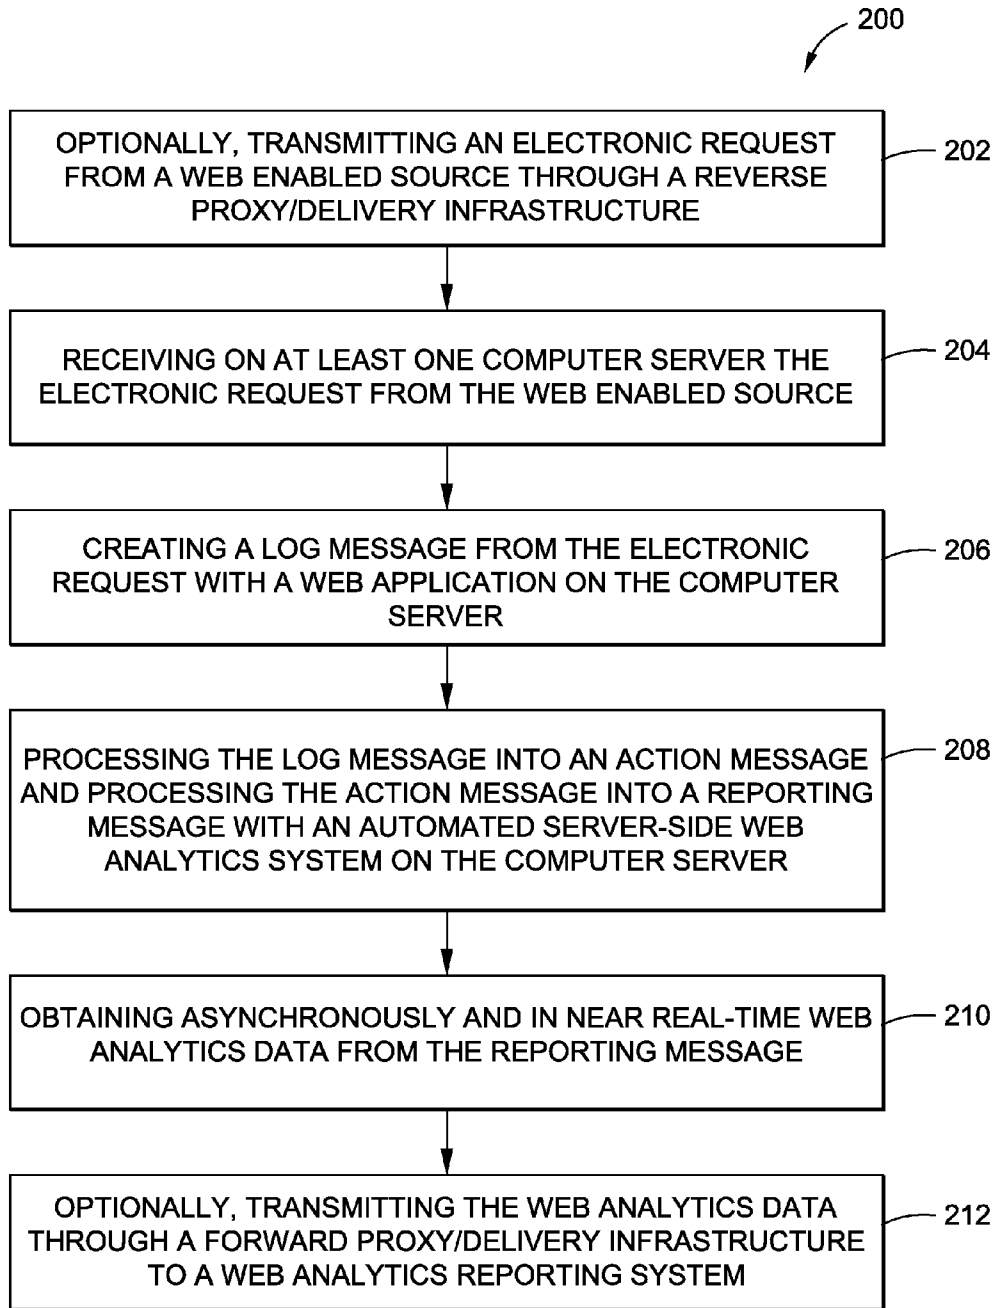 200
OPTIONALLY, TRANSMITTING AN ELECTRONIC REQUEST
FROM A WEB ENABLED SOURCE THROUGH A REVERSE
PROXY/DELIVERY INFRASTRUCTURE
202
RECEIVING ON AT LEAST ONE COMPUTER SERVER THE
ELECTRONIC REQUEST FROM THE WEB ENABLED SOURCE
204
CREATING A LOG MESSAGE FROM THE ELECTRONIC
REQUEST WITH A WEB APPLICATION ON THE COMPUTER
SERVER
206
PROCESSING THE LOG MESSAGE INTO AN ACTION MESSAGE
AND PROCESSING THE ACTION MESSAGE INTO A REPORTING
MESSAGE WITH AN AUTOMATED SERVER-SIDE WEB
ANALYTICS SYSTEM ON THE COMPUTER SERVER
208
OBTAINING ASYNCHRONOUSLY AND IN NEAR REAL-TIME WEB
ANALYTICS DATA FROM THE REPORTING MESSAGE
210
OPTIONALLY, TRANSMITTING THE WEB ANALYTICS DATA
THROUGH A FORWARD PROXY/DELIVERY INFRASTRUCTURE
TO A WEB ANALYTICS REPORTING SYSTEM
212